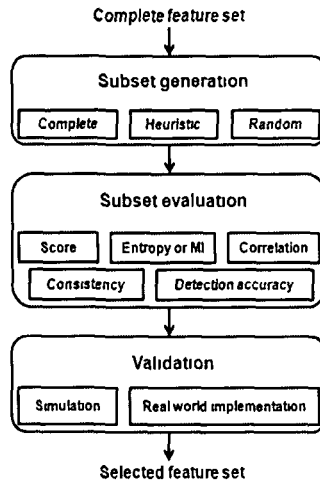 Complete feature set
Subset generation
Complete Heuristic Random
Subset evaluation
Score Entropy or MI Correlation
Consistency Detection accuracy
Validation
Simulation Real world implementation
Selected feature set